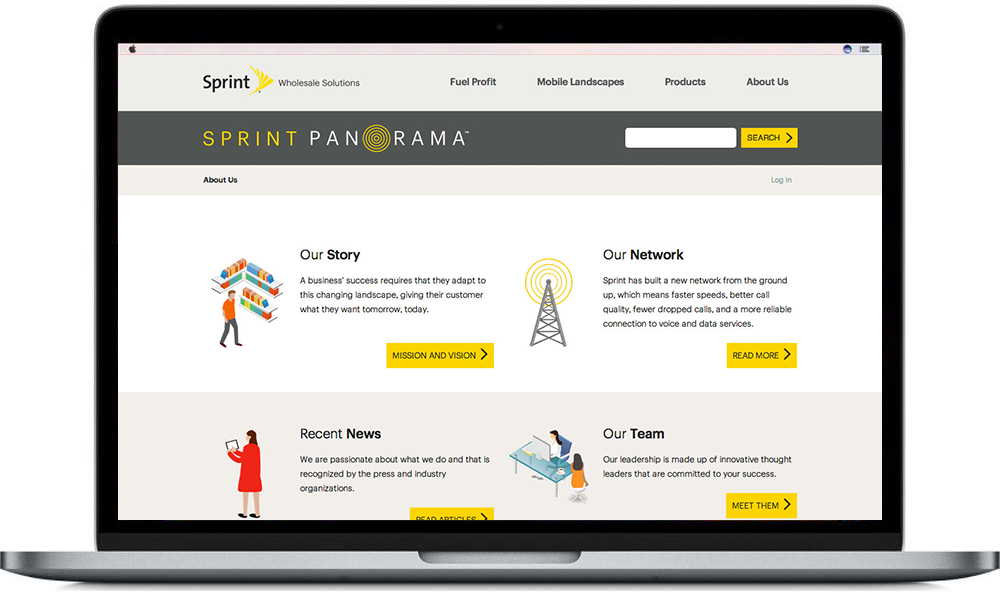 Sprint Wholesale Solutions
Fuel Profit Mobile Landscapes Products About Us
SPRINT PANORAMA™
SEARCH
About Us
Log In
Our Story
A business' success requires that they adapt to
this changing landscape, giving their customer
what they want tomorrow, today.
MISSION AND VISION
Our Network
Sprint has built a new network from the ground
up, which means faster speeds, better call
quality, fewer dropped calls, and a more reliable
connection to voice and data services.
READ MORE
Recent News
We are passionate about what we do and that is
recognized by the press and industry
organizations.
READ ARTICLES
Our Team
Our leadership is made up of innovative thought
leaders that are committed to your success.
MEET THEM